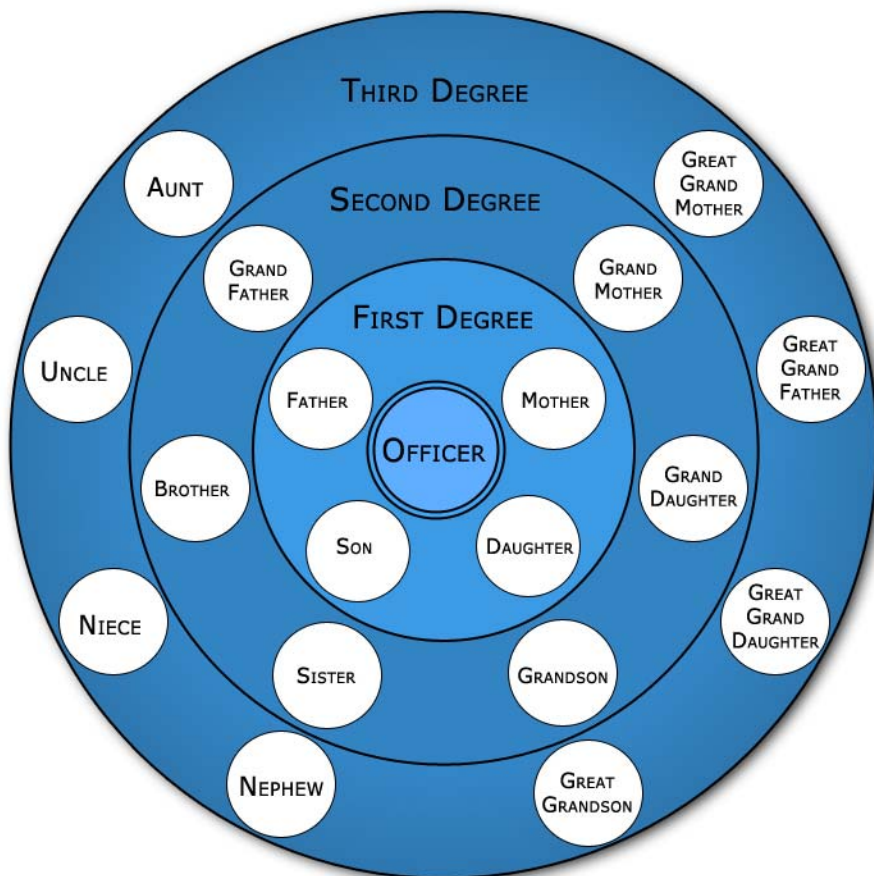 THIRD DEGREE
AUNT
GREAT
GRAND
MOTHER
SECOND DEGREE
GRAND
FATHER
GRAND
MOTHER
FIRST DEGREE
UNCLE
GREAT
GRAND
FATHER
FATHER
MOTHER
OFFICER
BROTHER
GRAND
DAUGHTER
SON
DAUGHTER
NIECE
GREAT
GRAND
DAUGHTER
SISTER
GRANDSON
NEPHEW
GREAT
GRANDSON